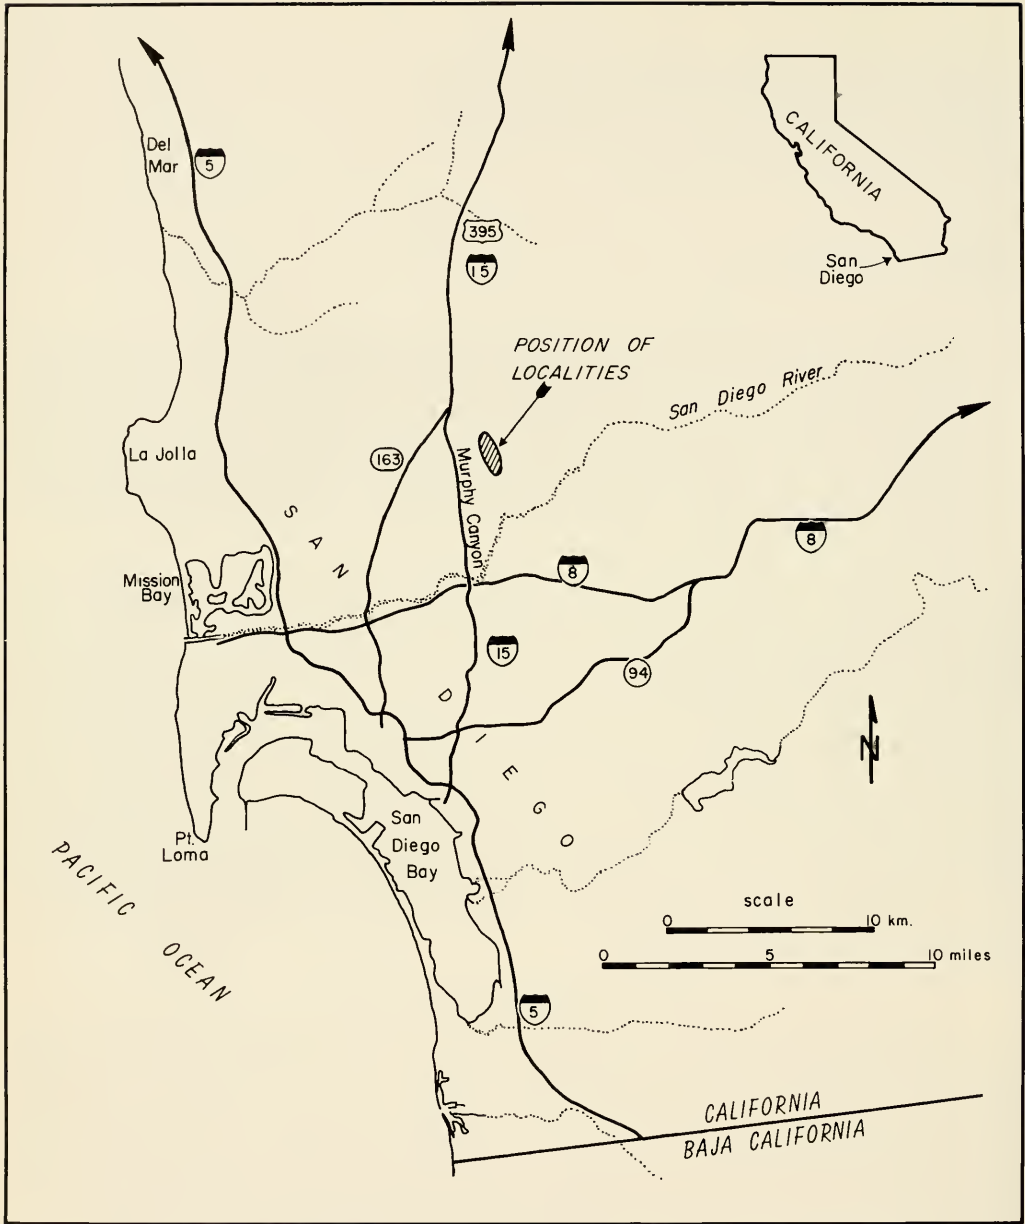 Del
Mar
5
CALIFORNIA
San
Diego
395
15
POSITION OF
LOCALITIES
San Diego River
La Jolla
163
Murphy Canyon
8
SAN
8
Mission
Bay
15
94
DIEGO
N
Pt.
Loma
San
Diego
Bay
PACIFIC OCEAN
scale
0 10 km.
0 5 10 miles
5
CALIFORNIA
BAJA CALIFORNIA